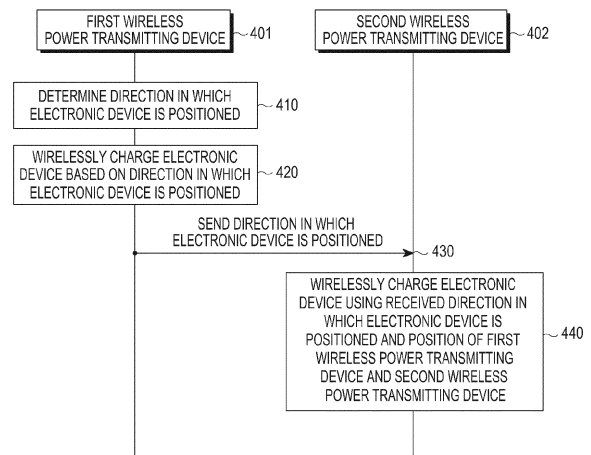 FIRST WIRELESS
POWER TRANSMITTING DEVICE
401
SECOND WIRELESS
POWER TRANSMITTING DEVICE
402
DETERMINE DIRECTION IN WHICH
ELECTRONIC DEVICE IS POSITIONED
410
WIRELESSLY CHARGE ELECTRONIC
DEVICE BASED ON DIRECTION IN WHICH
ELECTRONIC DEVICE IS POSITIONED
420
SEND DIRECTION IN WHICH
ELECTRONIC DEVICE IS POSITIONED
430
WIRELESSLY CHARGE ELECTRONIC
DEVICE USING RECEIVED DIRECTION IN
WHICH ELECTRONIC DEVICE IS
POSITIONED AND POSITION OF FIRST
WIRELESS POWER TRANSMITTING
DEVICE AND SECOND WIRELESS
POWER TRANSMITTING DEVICE
440